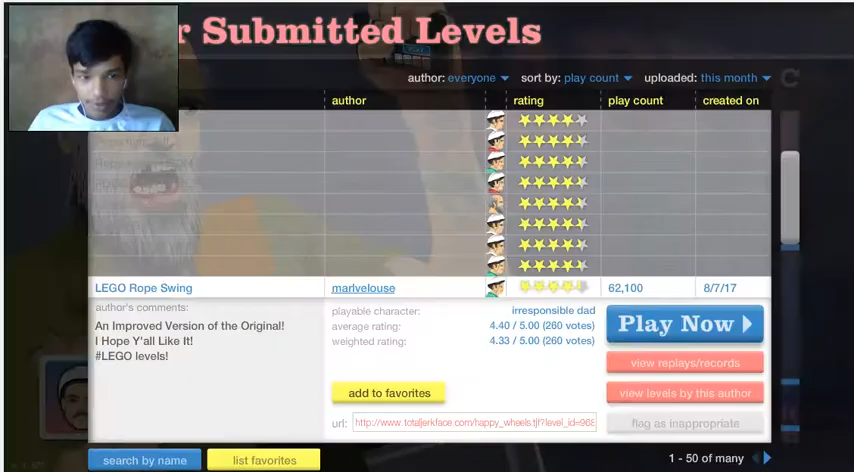 r Submitted Levels
author: everyone sort by: play count uploaded: this month
author rating play count created on
LEGO Rope Swing marlvelouse 62,100 8/7/17
author's comments:
An Improved Version of the Original!
I Hope Y'all Like It!
#LEGO levels!
playable character: irresponsible dad
average rating: 4.40 / 5.00 (260 votes)
weighted rating: 4.33 / 5.00 (260 votes)
Play Now
view replays/records
add to favorites
view levels by this author
url: http://www.totaljerkface.com/happy_wheels.tjf?level_id=968
flag as inappropriate
search by name list favorites 1 - 50 of many